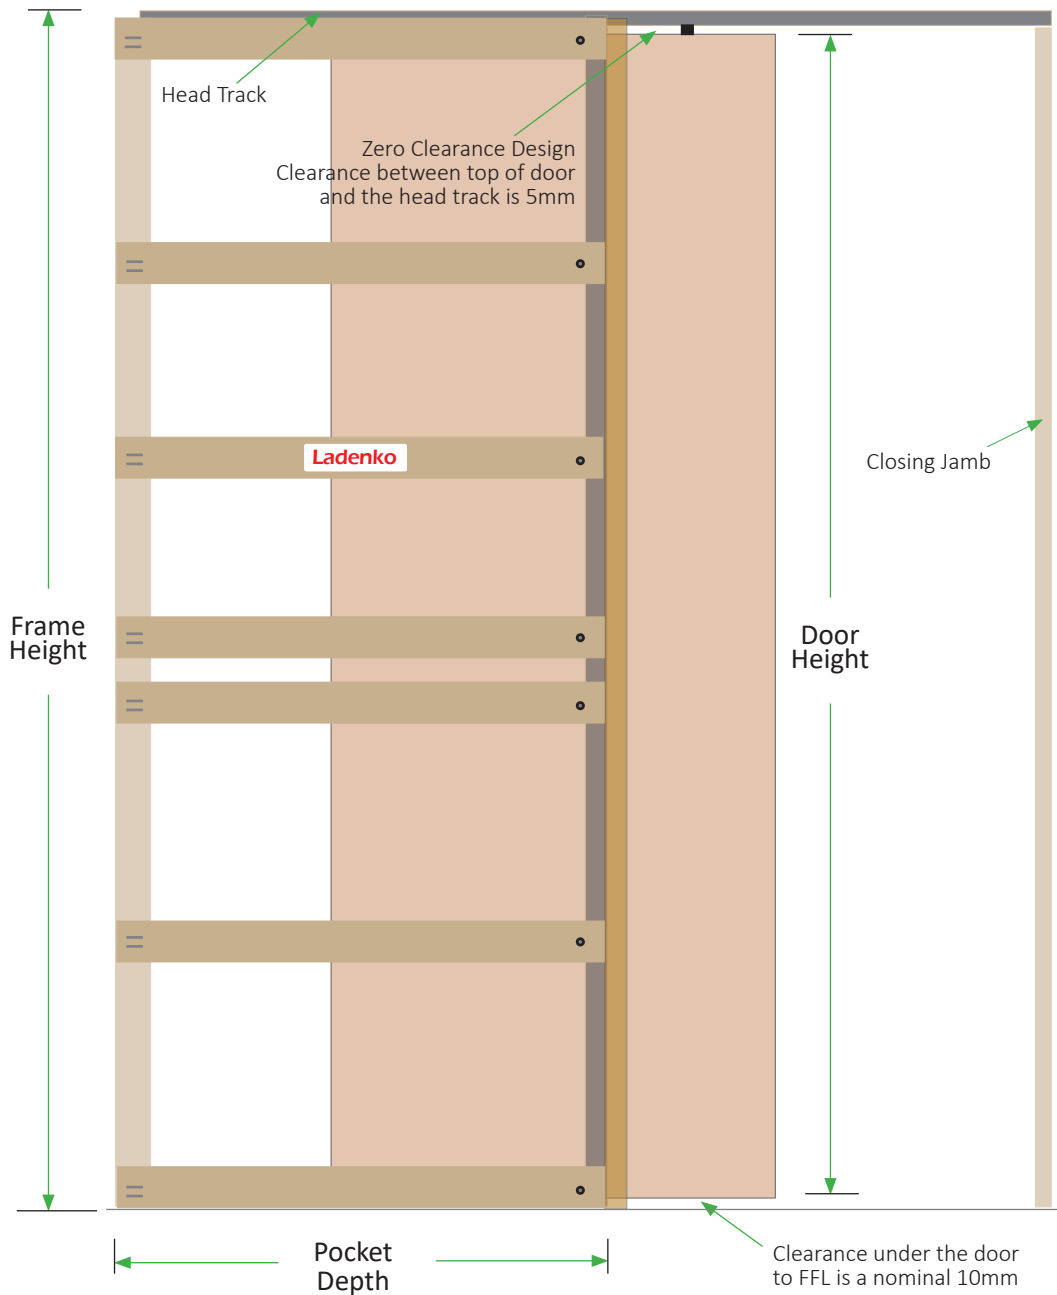 Head Track
Zero Clearance Design
Clearance between top of door
and the head track is 5mm
Ladenko
Closing Jamb
Frame
Height
Door
Height
Pocket
Depth
Clearance under the door
to FFL is a nominal 10mm